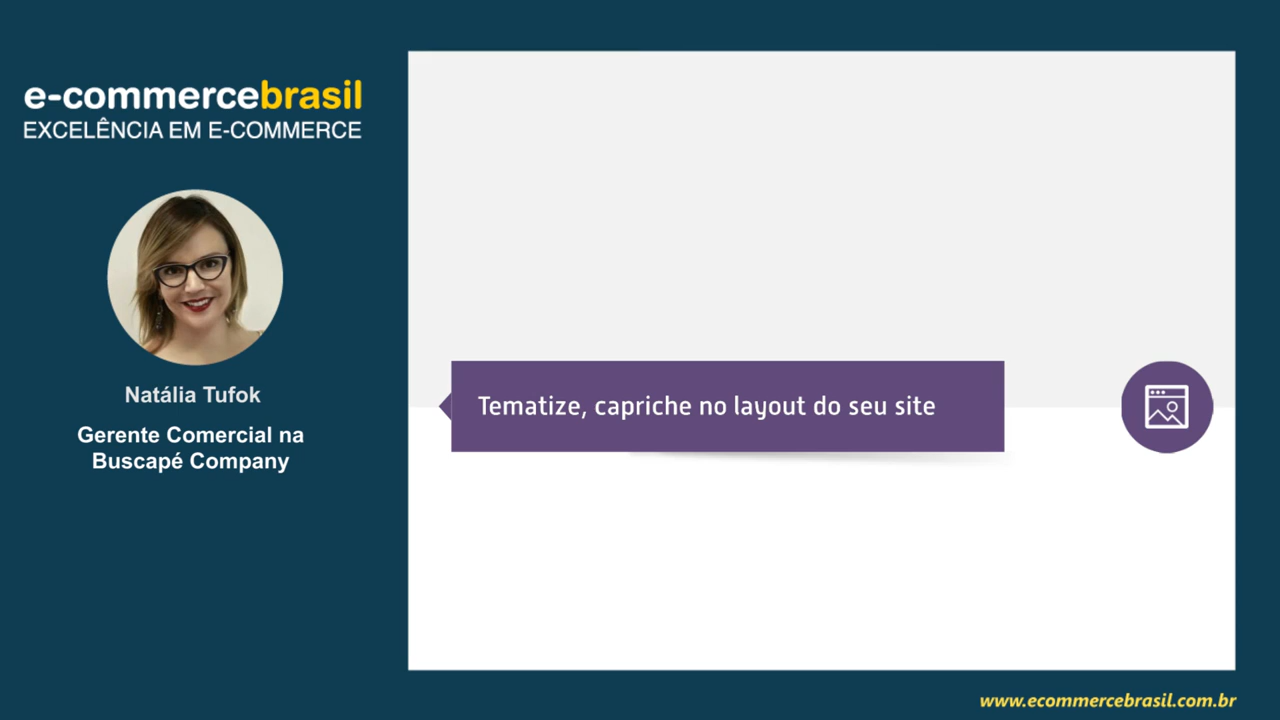 e-commercebrasil
EXCELÊNCIA EM E-COMMERCE
Natália Tufok
Gerente Comercial na
Buscapé Company
Tematize, capriche no layout do seu site
www.ecommercebrasil.com.br